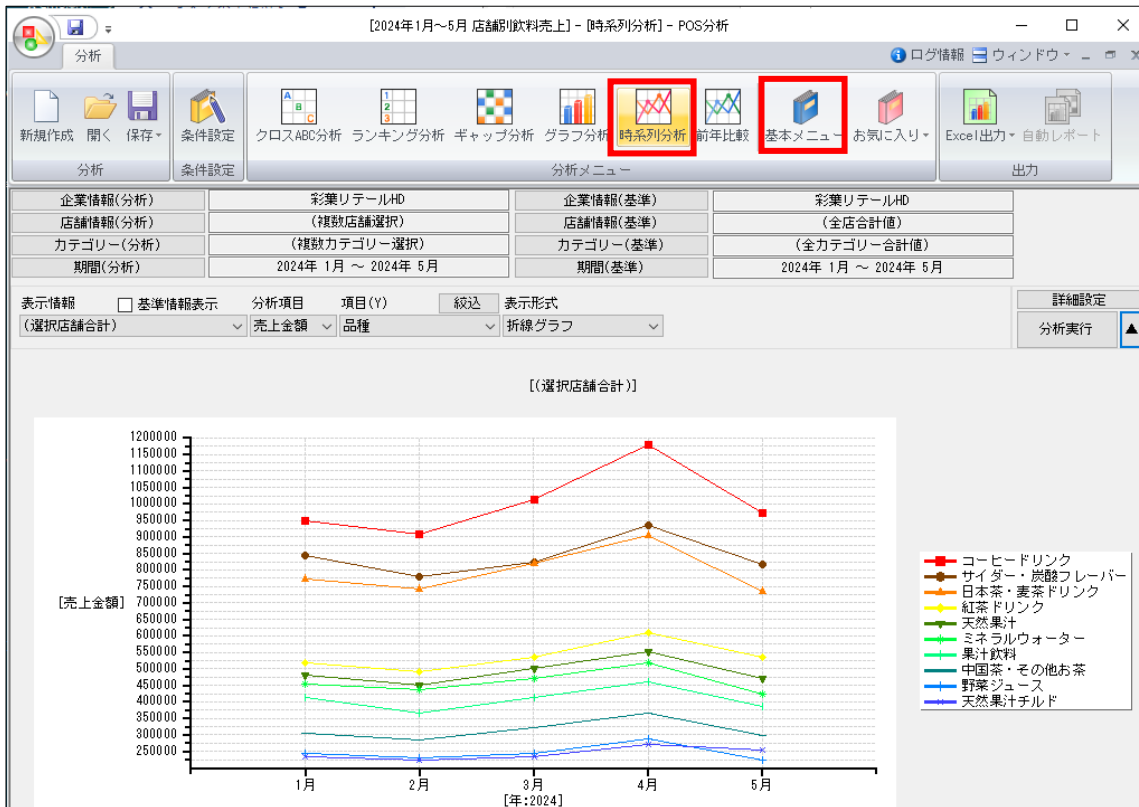 [2024年1月～5月 店舗別飲料売上] - [時系列分析] - POS分析
分析
ログ情報 ウィンドウ
新規作成 開く 保存 条件設定 クロスABC分析 ランキング分析 ギャップ分析 グラフ分析 時系列分析 前年比較 基本メニュー お気に入り Excel出力 自動レポート
分析 条件設定 分析メニュー 出力
企業情報(分析) 彩葉リテールHD 企業情報(基準) 彩葉リテールHD
店舗情報(分析) (複数店舗選択) 店舗情報(基準) (全店合計値)
カテゴリー(分析) (複数カテゴリー選択) カテゴリー(基準) (全カテゴリー合計値)
期間(分析) 2024年 1月 ～ 2024年 5月 期間(基準) 2024年 1月 ～ 2024年 5月
表示情報 基準情報表示 分析項目 項目(Y) 絞込 表示形式 詳細設定
(選択店舗合計) 売上金額 品種 折線グラフ 分析実行 ▲
[(選択店舗合計)]
1200000
1150000
1100000
1050000
1000000
950000
900000
850000
800000
750000
700000
650000
600000
550000
500000
450000
400000
350000
300000
250000
[売上金額]
1月 2月 3月 4月 5月
[年:2024]
コーヒードリンク
サイダー・炭酸フレーバー
日本茶・麦茶ドリンク
紅茶ドリンク
天然果汁
ミネラルウォーター
果汁飲料
中国茶・その他お茶
野菜ジュース
天然果汁チルド